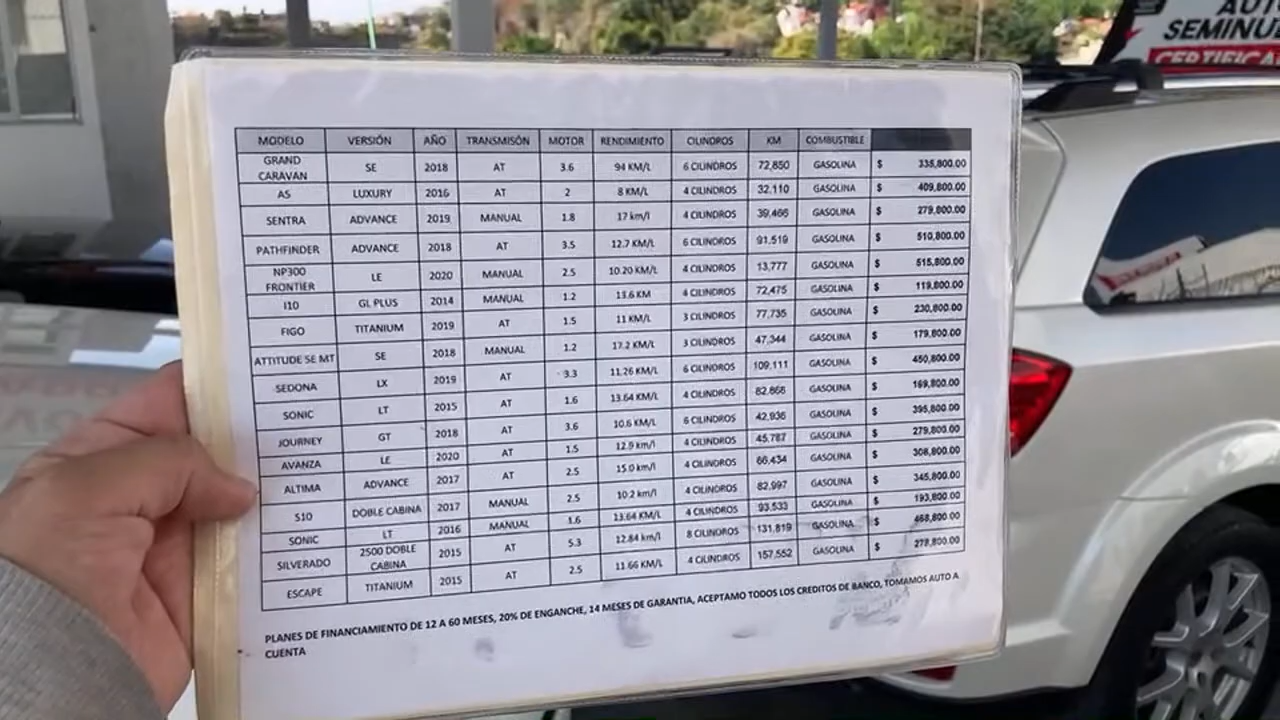 AUTO
SEMINU
CERTIFICA
MODELO VERSIÓN AÑO TRANSMISÓN MOTOR RENDIMIENTO CILINDROS KM COMBUSTIBLE
GRAND CARAVAN SE 2018 AT 3.6 94 KM/L 6 CILINDROS 72,850 GASOLINA $ 335,800.00
A5 LUXURY 2016 AT 2 8 KM/L 4 CILINDROS 32,110 GASOLINA $ 409,800.00
SENTRA ADVANCE 2019 MANUAL 1.8 17 km/l 4 CILINDROS 39,466 GASOLINA $ 279,800.00
PATHFINDER ADVANCE 2018 AT 3.5 12.7 KM/L 6 CILINDROS 91,519 GASOLINA $ 510,800.00
NP300 FRONTIER LE 2020 MANUAL 2.5 10.20 KM/L 4 CILINDROS 13,777 GASOLINA $ 515,800.00
I10 GL PLUS 2014 MANUAL 1.2 13.6 KM 4 CILINDROS 72,475 GASOLINA $ 119,800.00
FIGO TITANIUM 2019 AT 1.5 11 KM/L 3 CILINDROS 77,735 GASOLINA $ 230,800.00
ATTITUDE SE MT SE 2018 MANUAL 1.2 17.2 KM/L 3 CILINDROS 47,344 GASOLINA $ 179,800.00
SEDONA LX 2019 AT 3.3 11.26 KM/L 6 CILINDROS 109,111 GASOLINA $ 450,800.00
SONIC LT 2015 AT 1.6 13.64 KM/L 4 CILINDROS 82,868 GASOLINA $ 169,800.00
JOURNEY GT 2018 AT 3.6 10.6 KM/L 6 CILINDROS 42,936 GASOLINA $ 395,800.00
AVANZA LE 2020 AT 1.5 12.9 km/l 4 CILINDROS 45,787 GASOLINA $ 279,800.00
ALTIMA ADVANCE 2017 AT 2.5 15.0 km/l 4 CILINDROS 66,434 GASOLINA $ 308,800.00
S10 DOBLE CABINA 2017 MANUAL 2.5 10.2 km/l 4 CILINDROS 82,997 GASOLINA $ 345,800.00
SONIC LT 2016 MANUAL 1.6 13.64 KM/L 4 CILINDROS 93,533 GASOLINA $ 193,800.00
SILVERADO 2500 DOBLE CABINA 2015 AT 5.3 12.84 km/l 8 CILINDROS 131,819 GASOLINA $ 468,800.00
ESCAPE TITANIUM 2015 AT 2.5 11.66 KM/L 4 CILINDROS 157,552 GASOLINA $ 278,800.00
PLANES DE FINANCIAMIENTO DE 12 A 60 MESES, 20% DE ENGANCHE, 14 MESES DE GARANTIA, ACEPTAMO TODOS LOS CREDITOS DE BANCO, TOMAMOS AUTO A
CUENTA